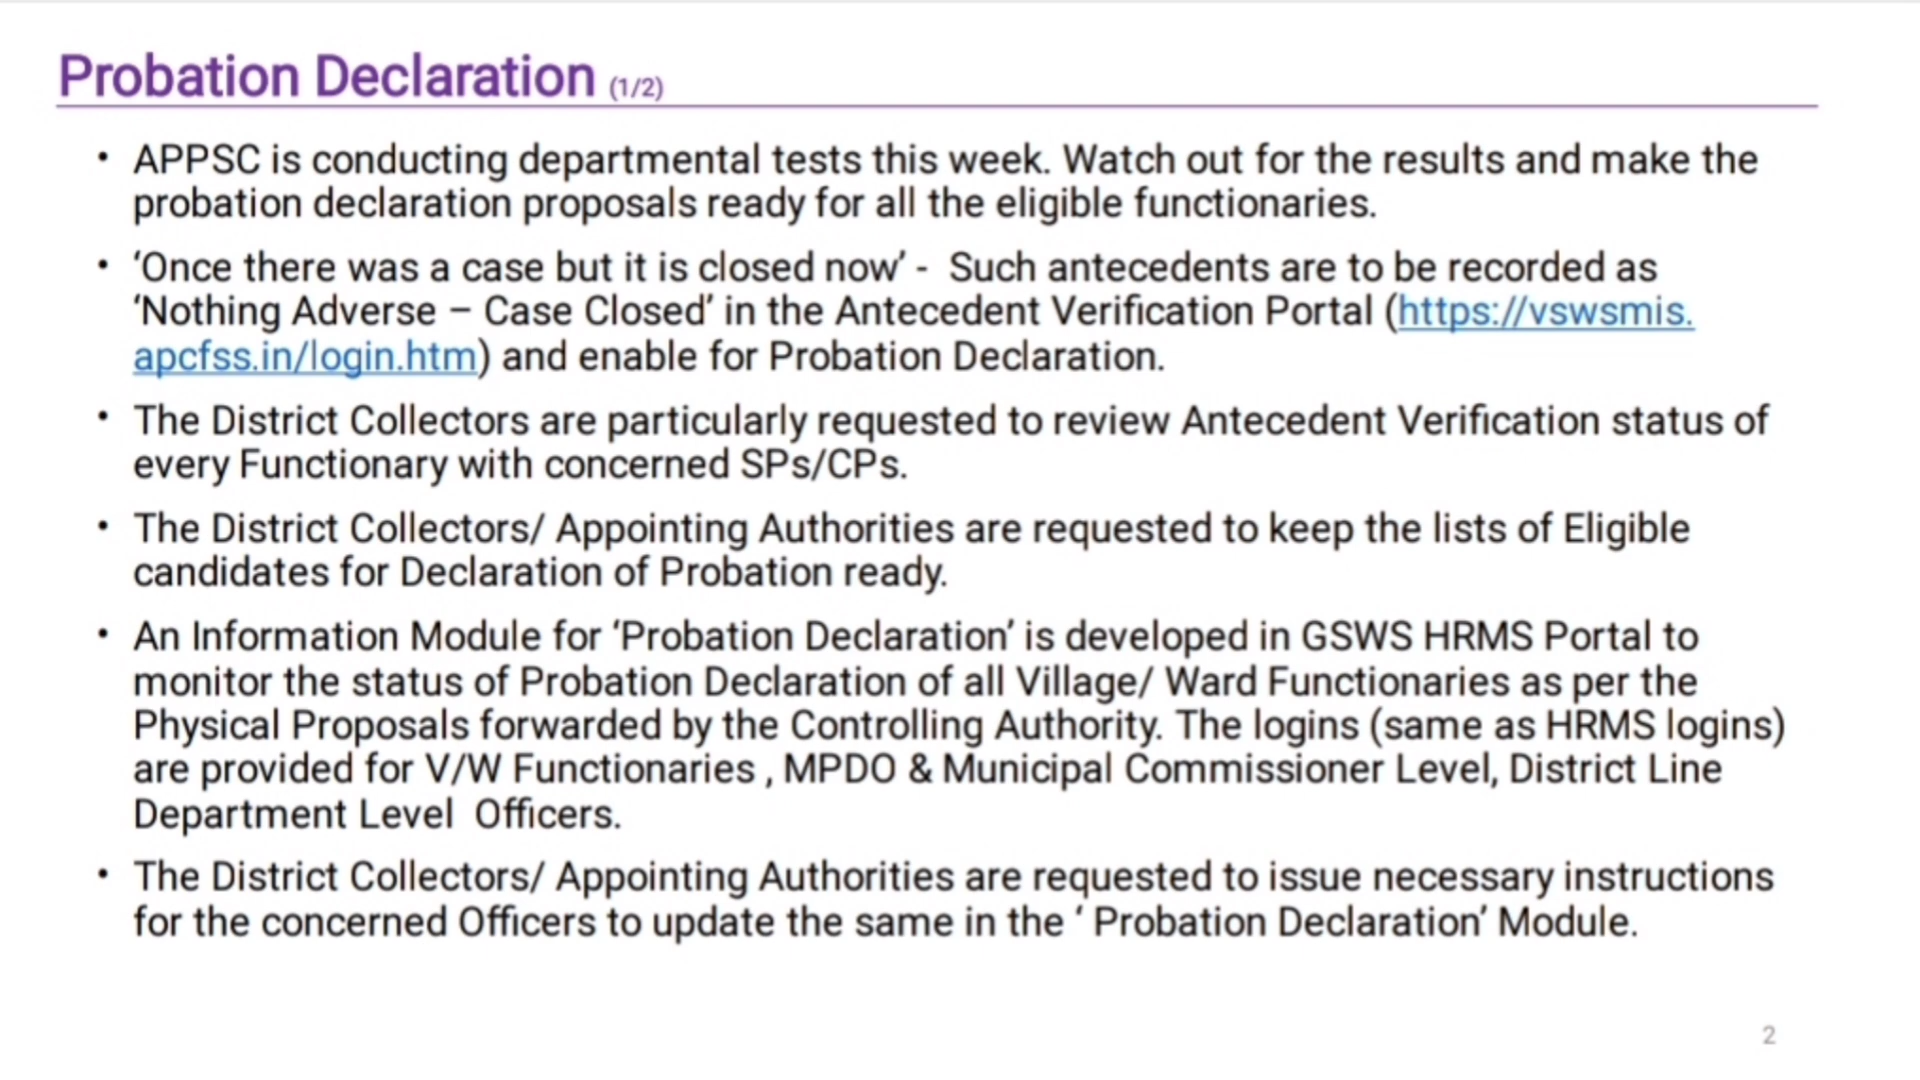 Probation Declaration (1/2)
• APPSC is conducting departmental tests this week. Watch out for the results and make the
probation declaration proposals ready for all the eligible functionaries.
• ‘Once there was a case but it is closed now’ -  Such antecedents are to be recorded as
‘Nothing Adverse – Case Closed’ in the Antecedent Verification Portal (https://vswsmis.
apcfss.in/login.htm) and enable for Probation Declaration.
• The District Collectors are particularly requested to review Antecedent Verification status of
every Functionary with concerned SPs/CPs.
• The District Collectors/ Appointing Authorities are requested to keep the lists of Eligible
candidates for Declaration of Probation ready.
• An Information Module for ‘Probation Declaration’ is developed in GSWS HRMS Portal to
monitor the status of Probation Declaration of all Village/ Ward Functionaries as per the
Physical Proposals forwarded by the Controlling Authority. The logins (same as HRMS logins)
are provided for V/W Functionaries , MPDO & Municipal Commissioner Level, District Line
Department Level  Officers.
• The District Collectors/ Appointing Authorities are requested to issue necessary instructions
for the concerned Officers to update the same in the ‘ Probation Declaration’ Module.
2